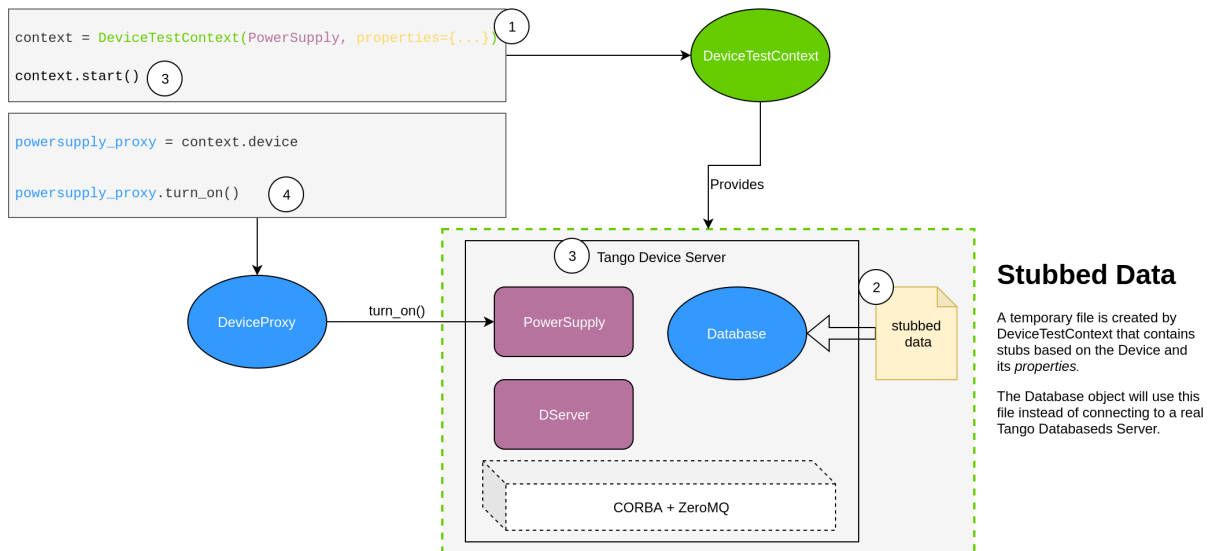 context = DeviceTestContext(PowerSupply, properties={...})
1
context.start()
3
DeviceTestContext
powersupply_proxy = context.device
powersupply_proxy.turn_on()
4
Provides
3
Tango Device Server
2
DeviceProxy
turn_on()
PowerSupply
Database
stubbed
data
DServer
CORBA + ZeroMQ
Stubbed Data
A temporary file is created by
DeviceTestContext that contains
stubs based on the Device and
its properties.
The Database object will use this
file instead of connecting to a real
Tango Databaseds Server.